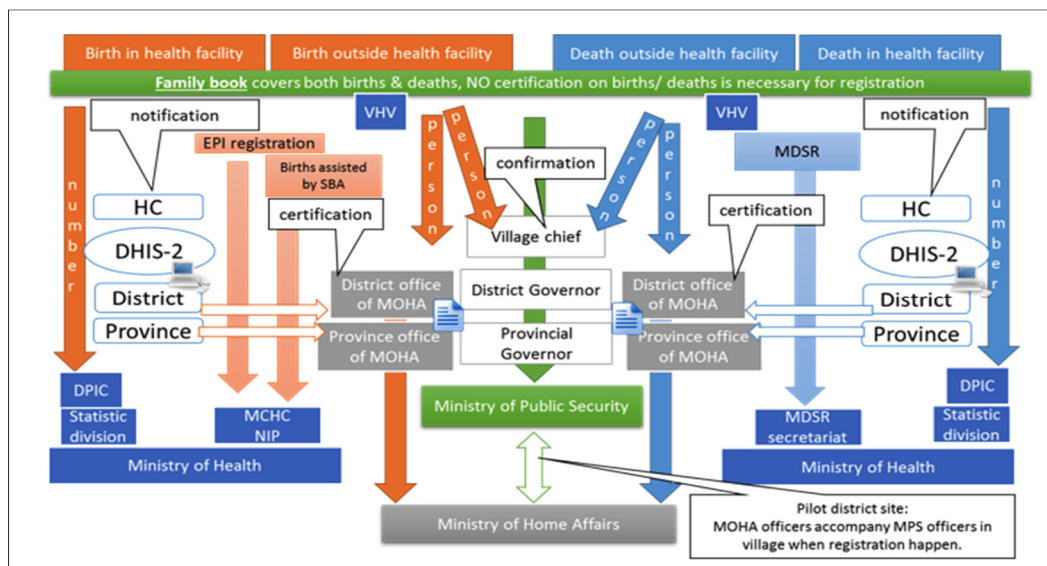 Birth in health facility
Birth outside health facility
Death outside health facility
Death in health facility
Family book covers both births & deaths, NO certification on births/ deaths is necessary for registration
notification
VHV
VHV
notification
EPI registration
person
person
confirmation
person
person
MDSR
Births assisted
by SBA
number
HC
certification
Village chief
certification
HC
number
DHIS-2
DHIS-2
District
District office
of MOHA
District Governor
District office
of MOHA
District
Province
Province office
of MOHA
Provincial
Governor
Province office
of MOHA
Province
DPIC
Statistic
division
MCHC
NIP
Ministry of Public Security
MDSR
secretariat
DPIC
Statistic
division
Ministry of Health
Ministry of Health
Ministry of Home Affairs
Pilot district site:
MOHA officers accompany MPS officers in
village when registration happen.